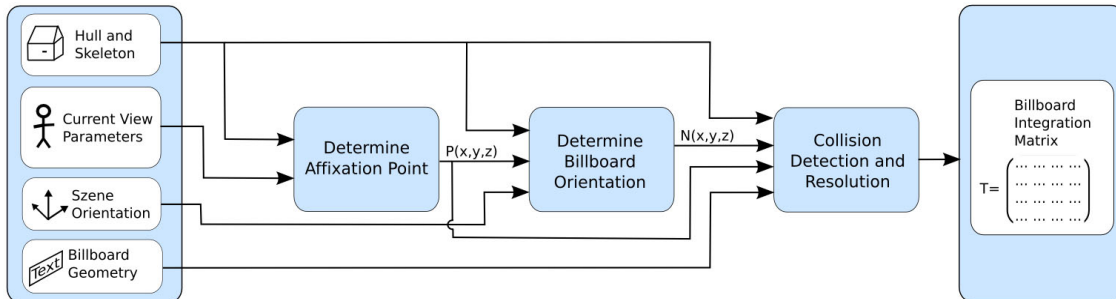 Hull and
Skeleton
Current View
Parameters
Szene
Orientation
Text
Billboard
Geometry
Determine
Affixation Point
P(x,y,z)
Determine
Billboard
Orientation
N(x,y,z)
Collision
Detection and
Resolution
Billboard
Integration
Matrix
T=
... ... ... ...
... ... ... ...
... ... ... ...
... ... ... ...